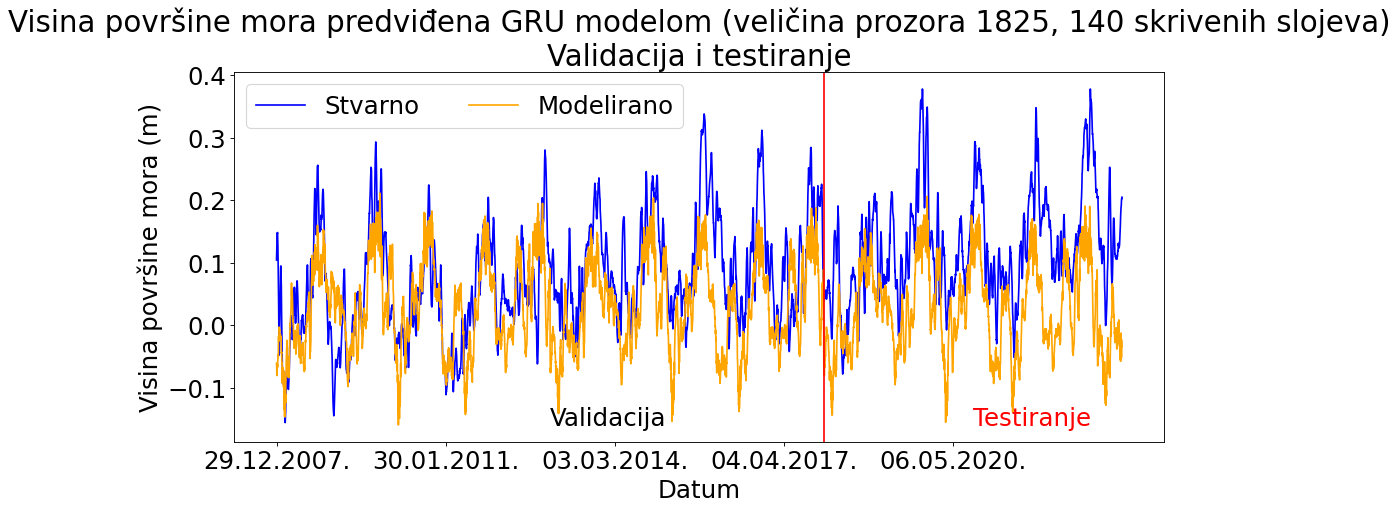 Visina površine mora predviđena GRU modelom (veličina prozora 1825, 140 skrivenih slojeva)
Validacija i testiranje
Visina površine mora (m)
0.4
0.3
0.2
0.1
0.0
−0.1
Stvarno
Modelirano
Validacija
Testiranje
29.12.2007.
30.01.2011.
03.03.2014.
04.04.2017.
06.05.2020.
Datum